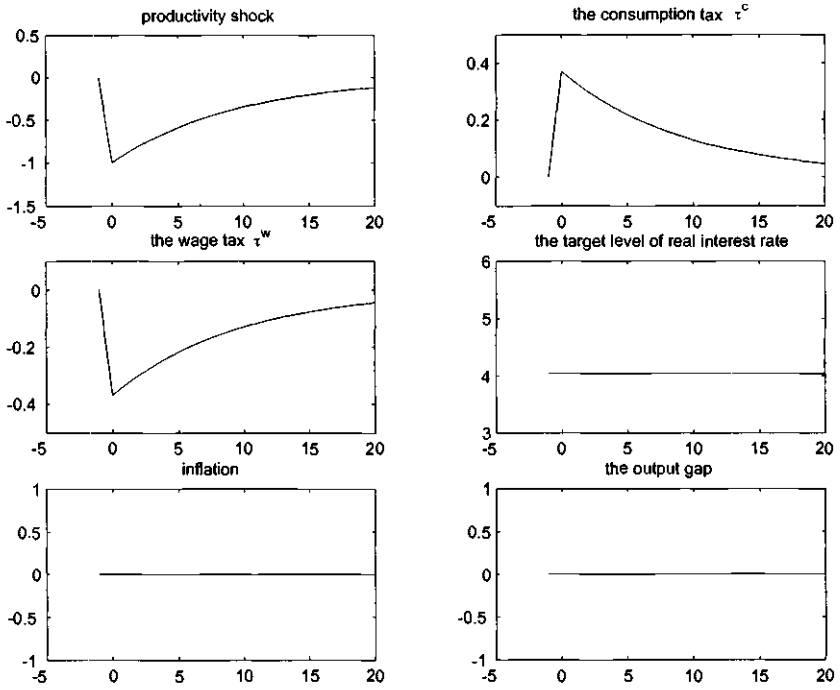 productivity shock
0.5
0
-0.5
-1
-1.5
-5 0 5 10 15 20
the consumption tax τc
0.4
0.2
0
-5 0 5 10 15 20
the wage tax τw
0
-0.2
-0.4
-5 0 5 10 15 20
the target level of real interest rate
6
5
4
3
-5 0 5 10 15 20
inflation
1
0.5
0
-0.5
-1
-5 0 5 10 15 20
the output gap
1
0.5
0
-0.5
-1
-5 0 5 10 15 20